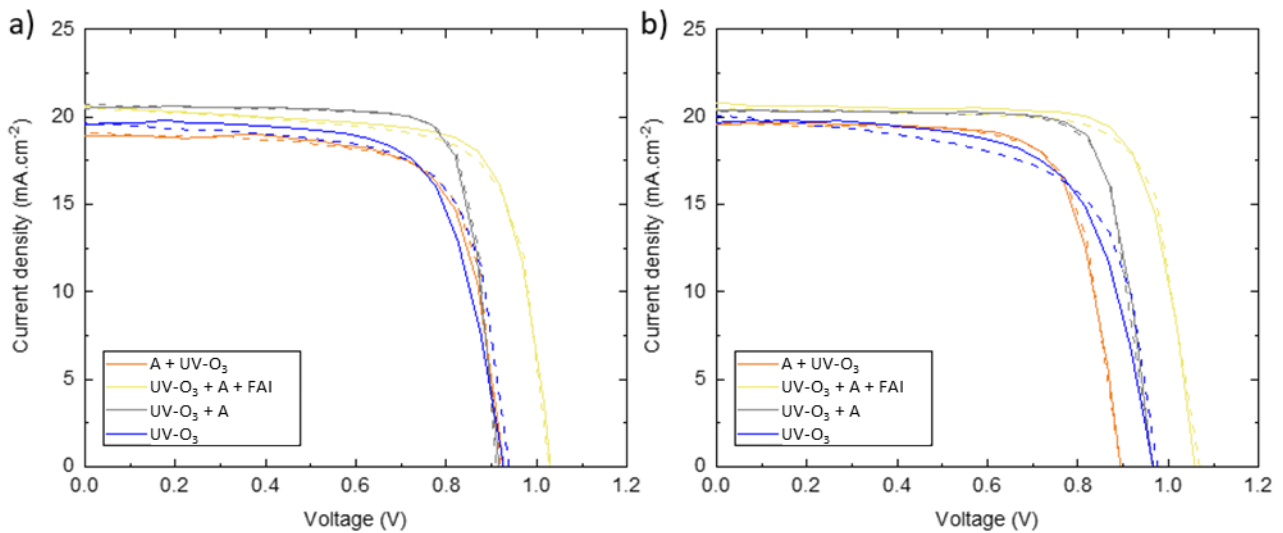 a)
25
20
15
10
5
0
Current density (mA.cm⁻²)
A + UV-O₃
UV-O₃ + A + FAI
UV-O₃ + A
UV-O₃
0.0 0.2 0.4 0.6 0.8 1.0 1.2
Voltage (V)
b)
25
20
15
10
5
0
Current density (mA.cm⁻²)
A + UV-O₃
UV-O₃ + A + FAI
UV-O₃ + A
UV-O₃
0.0 0.2 0.4 0.6 0.8 1.0 1.2
Voltage (V)